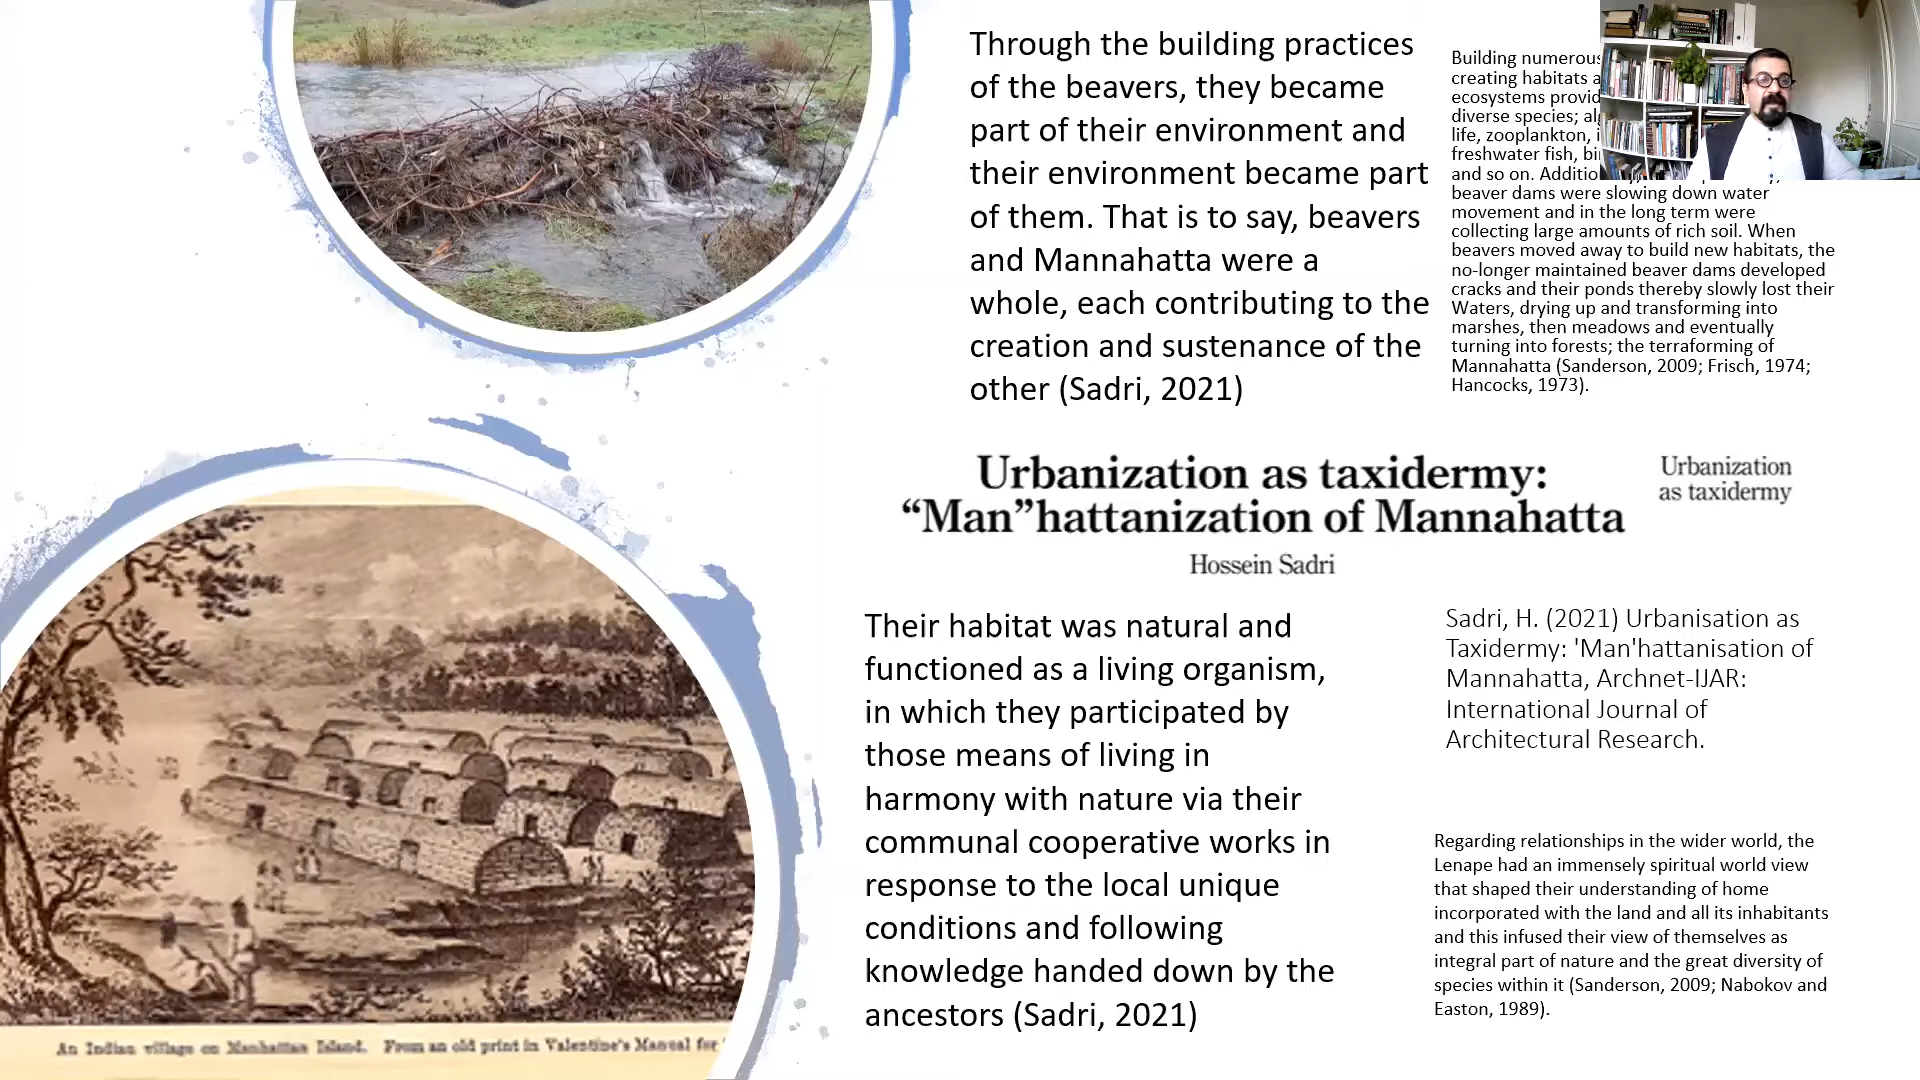 Through the building practices
of the beavers, they became
part of their environment and
their environment became part
of them. That is to say, beavers
and Mannahatta were a
whole, each contributing to the
creation and sustenance of the
other (Sadri, 2021)
Building numerous
creating habitats
ecosystems
diverse species;
life, zooplankton,
freshwater fish,
and so on.
beaver dams were slowing down water
movement and in the long term were
collecting large amounts of rich soil. When
beavers moved away to build new habitats, the
no-longer maintained beaver dams developed
cracks and their ponds thereby slowly lost their
Waters, drying up and transforming into
marshes, then meadows and eventually
turning into forests; the terraforming of
Mannahatta (Sanderson, 2009; Frisch, 1974;
Hancocks, 1973).
Urbanization as taxidermy:
“Man”hattanization of Mannahatta
Hossein Sadri
Urbanization
as taxidermy
Their habitat was natural and
functioned as a living organism,
in which they participated by
those means of living in
harmony with nature via their
communal cooperative works in
response to the local unique
conditions and following
knowledge handed down by the
ancestors (Sadri, 2021)
Sadri, H. (2021) Urbanisation as
Taxidermy: 'Man'hattanisation of
Mannahatta, Archnet-IJAR:
International Journal of
Architectural Research.
Regarding relationships in the wider world, the
Lenape had an immensely spiritual world view
that shaped their understanding of home
incorporated with the land and all its inhabitants
and this infused their view of themselves as
integral part of nature and the great diversity of
species within it (Sanderson, 2009; Nabokov and
Easton, 1989).
An Indian village on Manhattan Island. From an old print in Valentine's Manual for